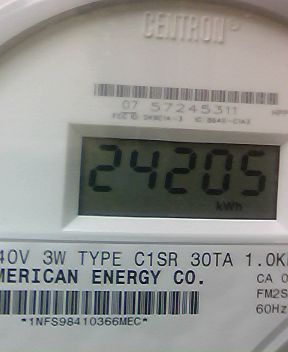 CENTRON®
07 57245311
24205
kWh
40V 3W TYPE C1SR 30TA 1.0K
MERICAN ENERGY CO.
CA 0
FM2S
60Hz
*1NFS98410366MEC*